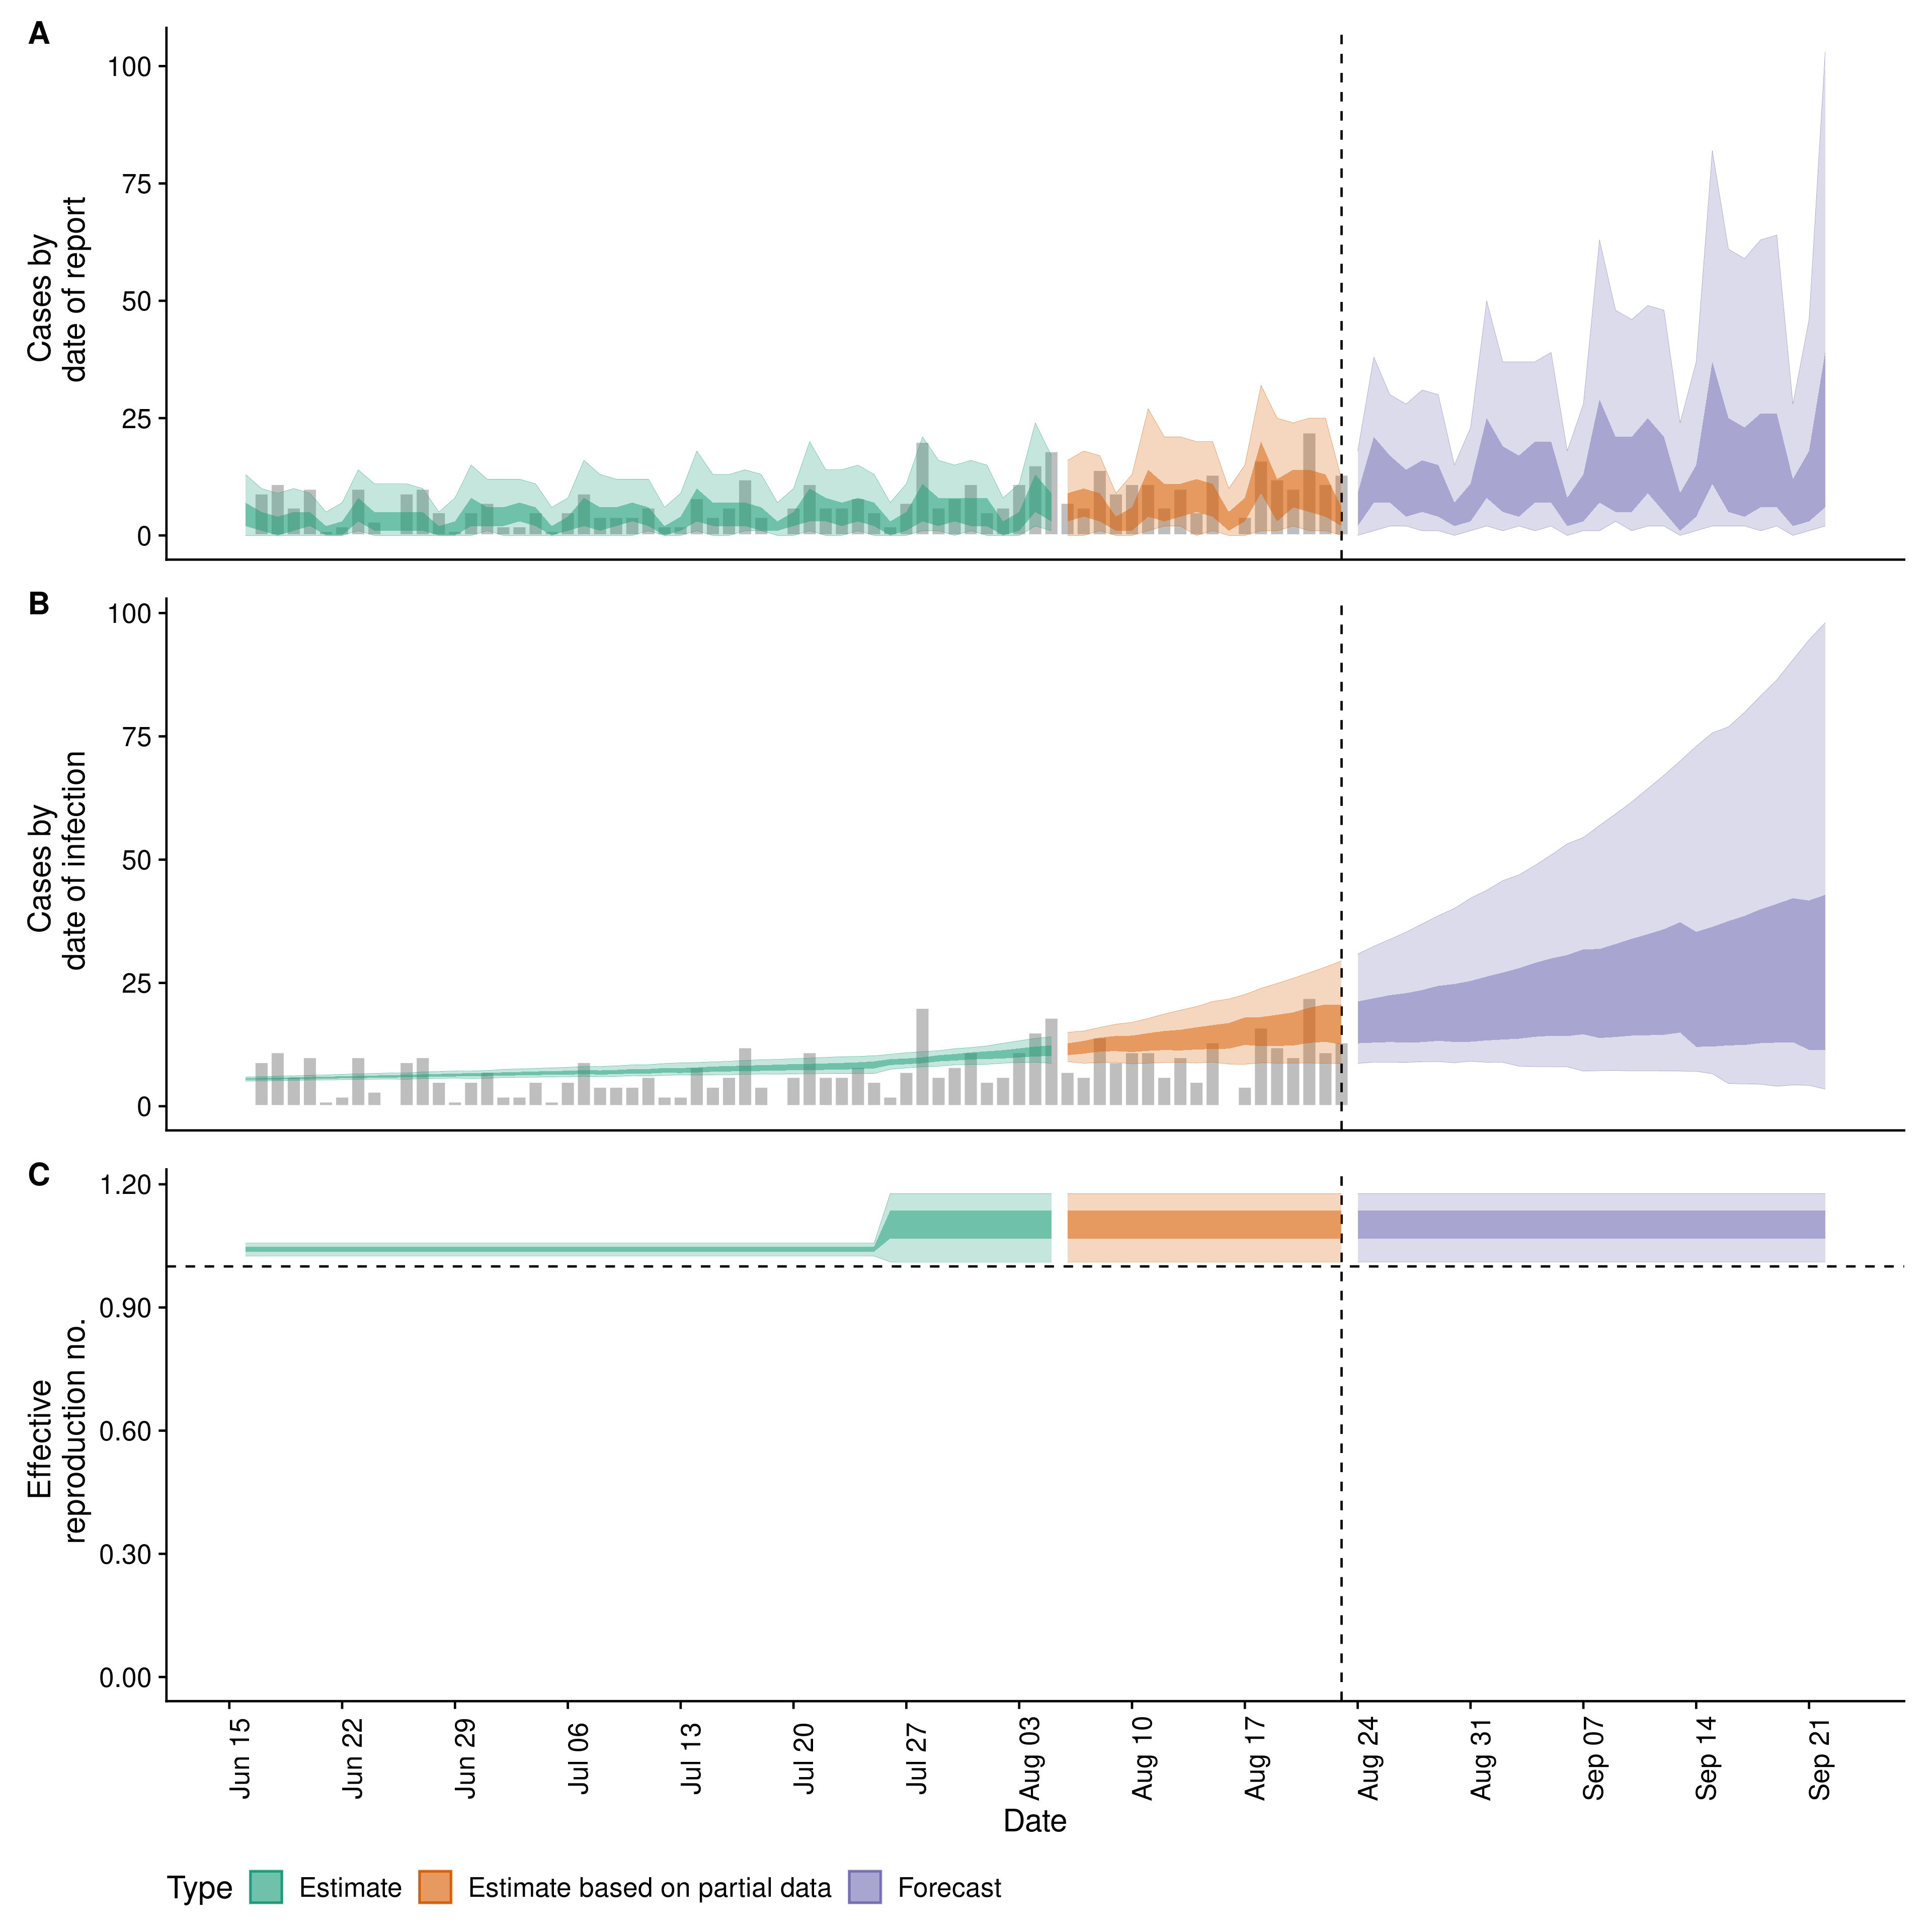 A
100
75
50
25
0
Cases by
date of report
B
100
75
50
25
0
Cases by
date of infection
C
1.20
0.90
0.60
0.30
0.00
Effective
reproduction no.
Jun 15
Jun 22
Jun 29
Jul 06
Jul 13
Jul 20
Jul 27
Aug 03
Aug 10
Aug 17
Aug 24
Aug 31
Sep 07
Sep 14
Sep 21
Date
Type Estimate Estimate based on partial data Forecast